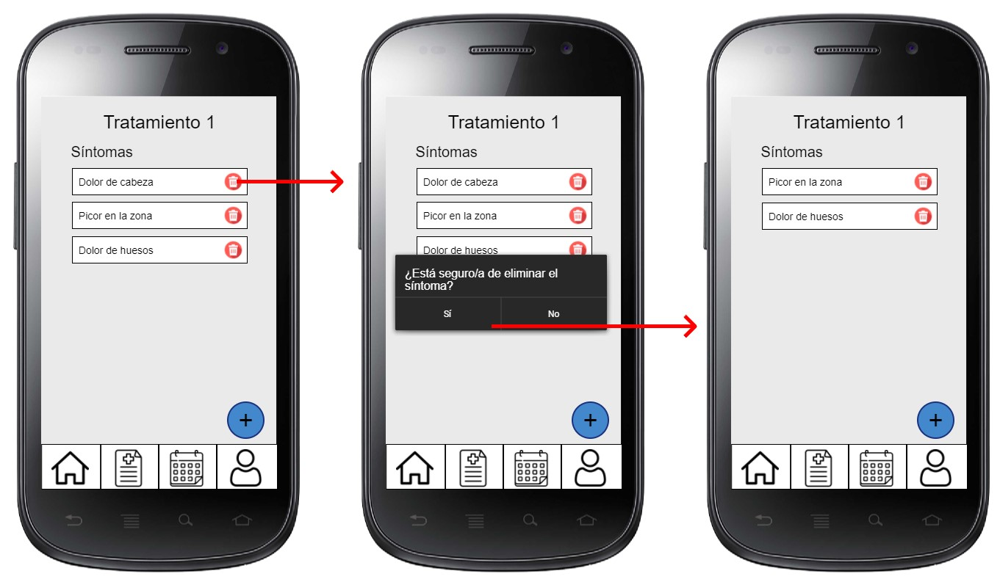 Tratamiento 1
Síntomas
Dolor de cabeza
Picor en la zona
Dolor de huesos
+
Tratamiento 1
Síntomas
Dolor de cabeza
Picor en la zona
Dolor de huesos
¿Está seguro/a de eliminar el
síntoma?
Sí No
+
Tratamiento 1
Síntomas
Picor en la zona
Dolor de huesos
+